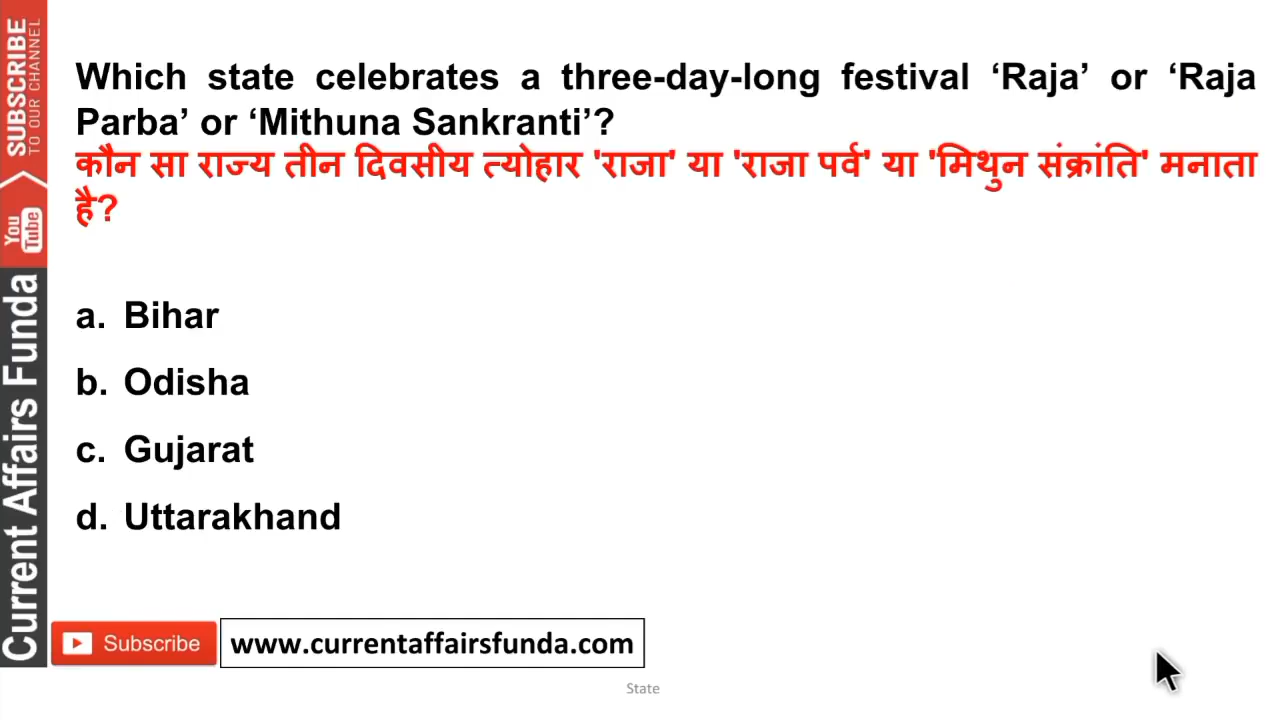 Which state celebrates a three-day-long festival ‘Raja’ or ‘Raja
Parba’ or ‘Mithuna Sankranti’?
कौन सा राज्य तीन दिवसीय त्योहार 'राजा' या 'राजा पर्व' या 'मिथुन संक्रांति' मनाता
है?
a. Bihar
b. Odisha
c. Gujarat
d. Uttarakhand
SUBSCRIBE
TO OUR CHANNEL
You
Tube
Current Affairs Funda
Subscribe
www.currentaffairsfunda.com
State